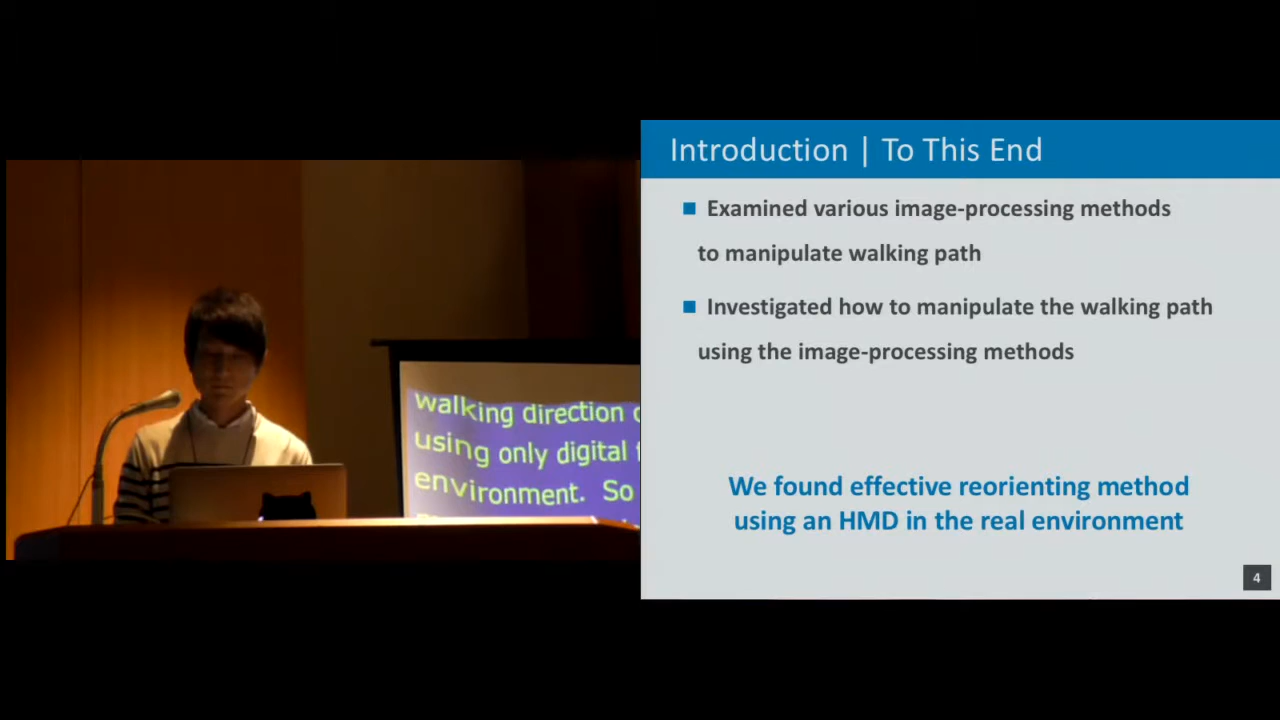 Introduction | To This End
Examined various image-processing methods
to manipulate walking path
Investigated how to manipulate the walking path
using the image-processing methods
We found effective reorienting method
using an HMD in the real environment
4
walking direction
using only digital
environment. So